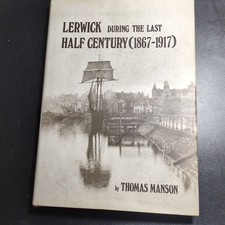 LERWICK DURING THE LAST
HALF CENTURY (1867-1917)
by THOMAS MANSON